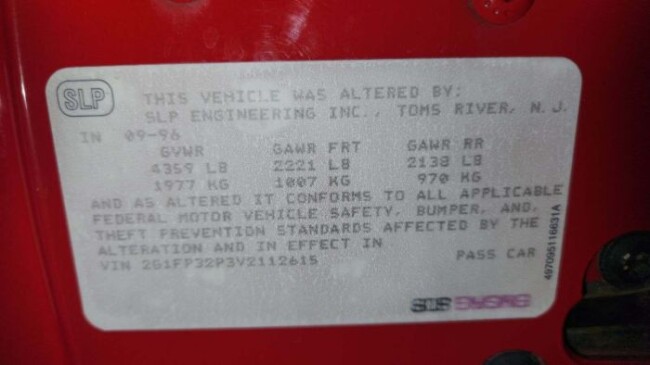 SLP
THIS VEHICLE WAS ALTERED BY:
SLP ENGINEERING INC., TOMS RIVER, N.J.
IN 09-96
GVWR GAWR FRT GAWR RR
4359 LB 2221 LB 2138 LB
1977 KG 1007 KG 970 KG
AND AS ALTERED IT CONFORMS TO ALL APPLICABLE
FEDERAL MOTOR VEHICLE SAFETY, BUMPER, AND,
THEFT PREVENTION STANDARDS AFFECTED BY THE
ALTERATION AND IN EFFECT IN
VIN 2G1FP32P3V2112615 PASS CAR
497095116631A